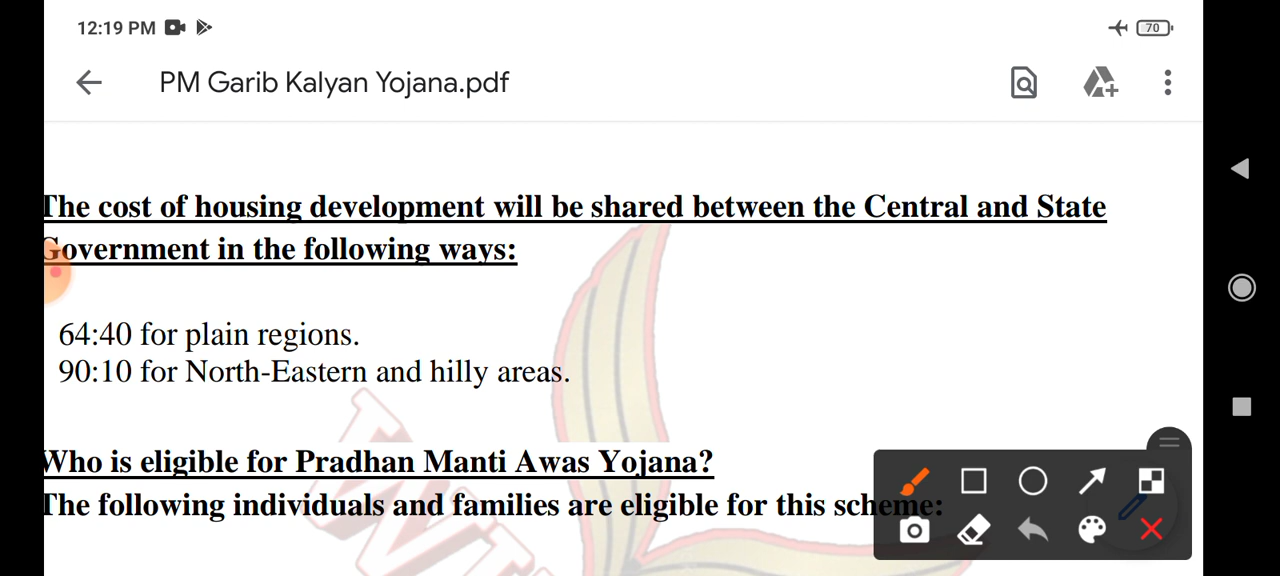 12:19 PM
70
PM Garib Kalyan Yojana.pdf
The cost of housing development will be shared between the Central and State
Government in the following ways:
64:40 for plain regions.
90:10 for North-Eastern and hilly areas.
Who is eligible for Pradhan Manti Awas Yojana?
The following individuals and families are eligible for this scheme: